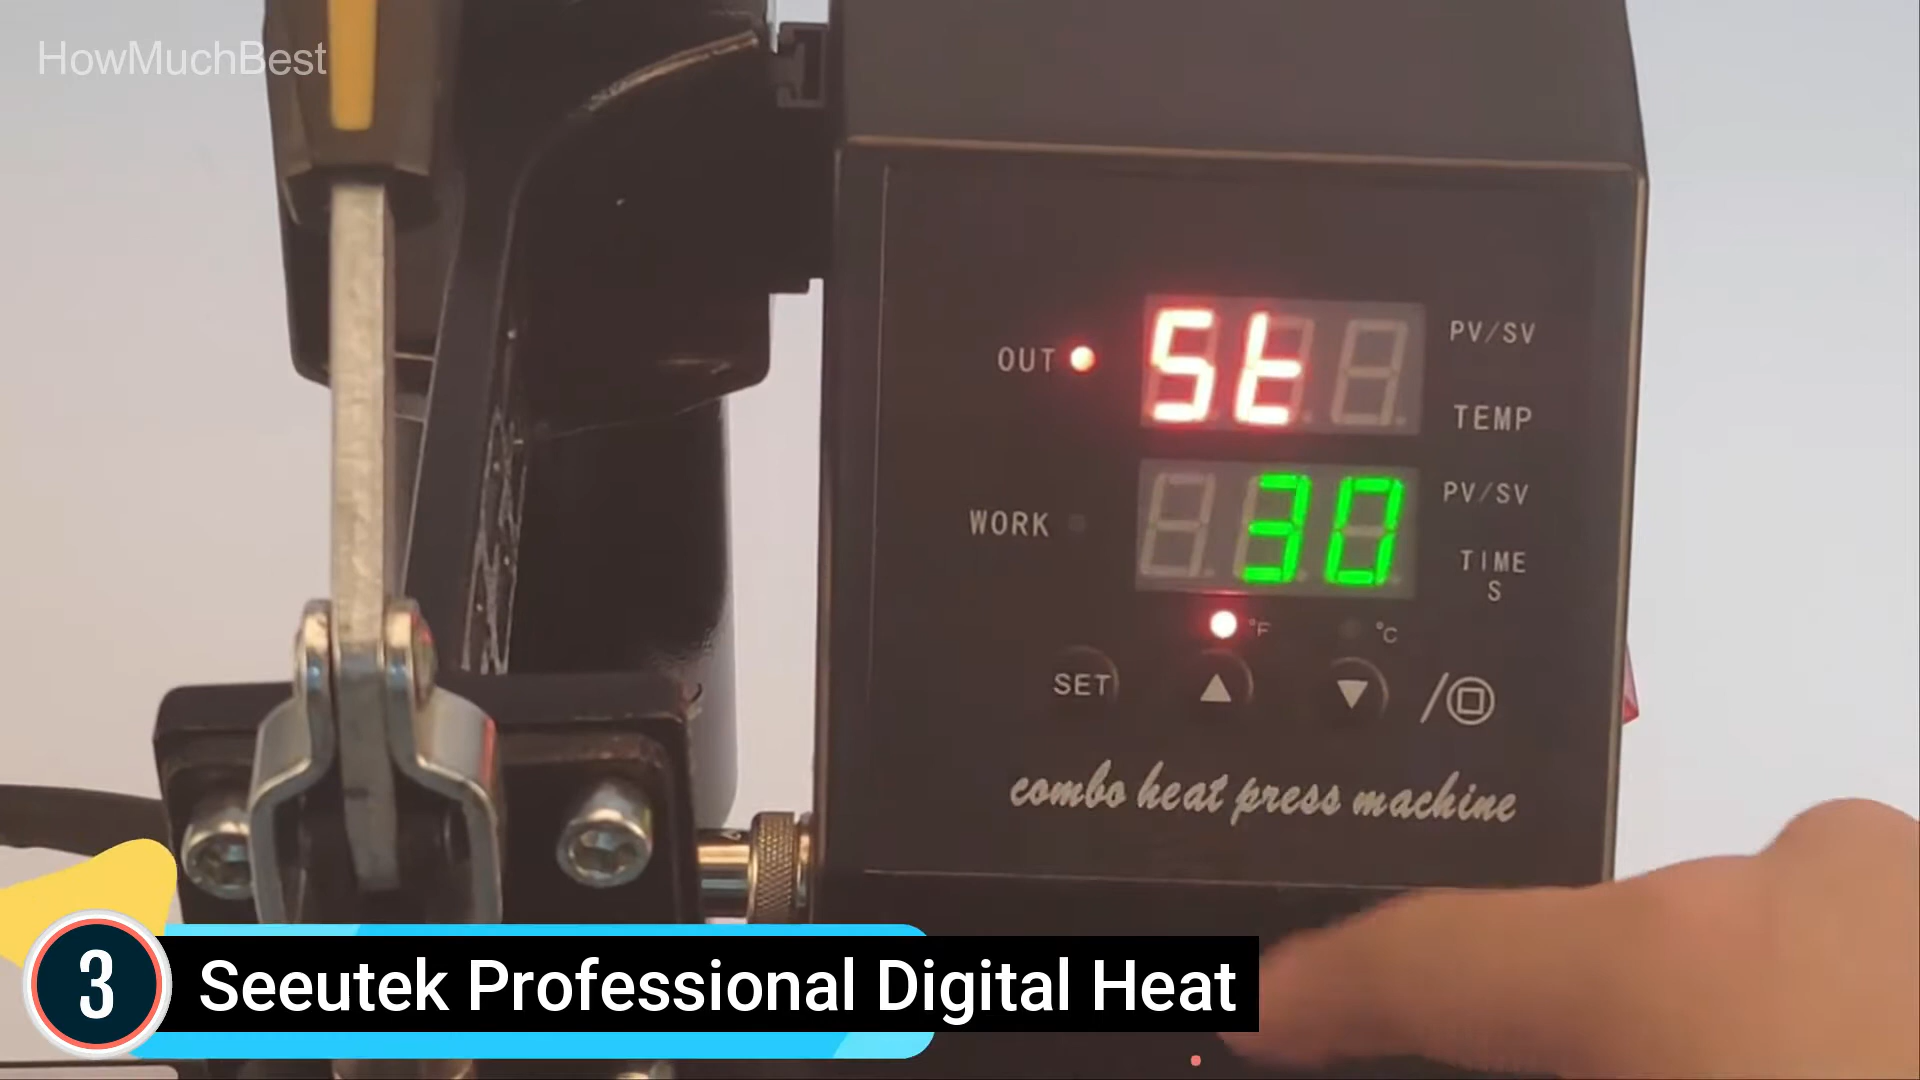 HowMuchBest
OUT
St
PV/SV
TEMP
WORK
30
PV/SV
TIME
S
°F
°C
SET
combo heat press machine
3
Seeutek Professional Digital Heat